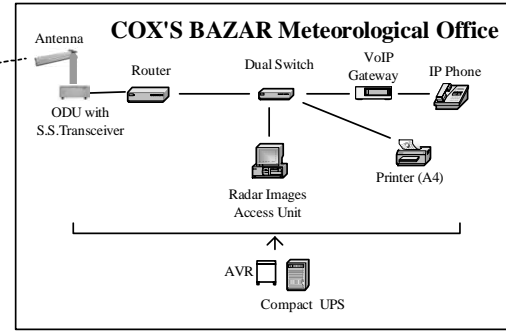 COX'S BAZAR Meteorological Office
Antenna
Router
Dual Switch
VoIP
Gateway
IP Phone
ODU with
S.S.Transceiver
Radar Images
Access Unit
Printer (A4)
AVR
Compact UPS